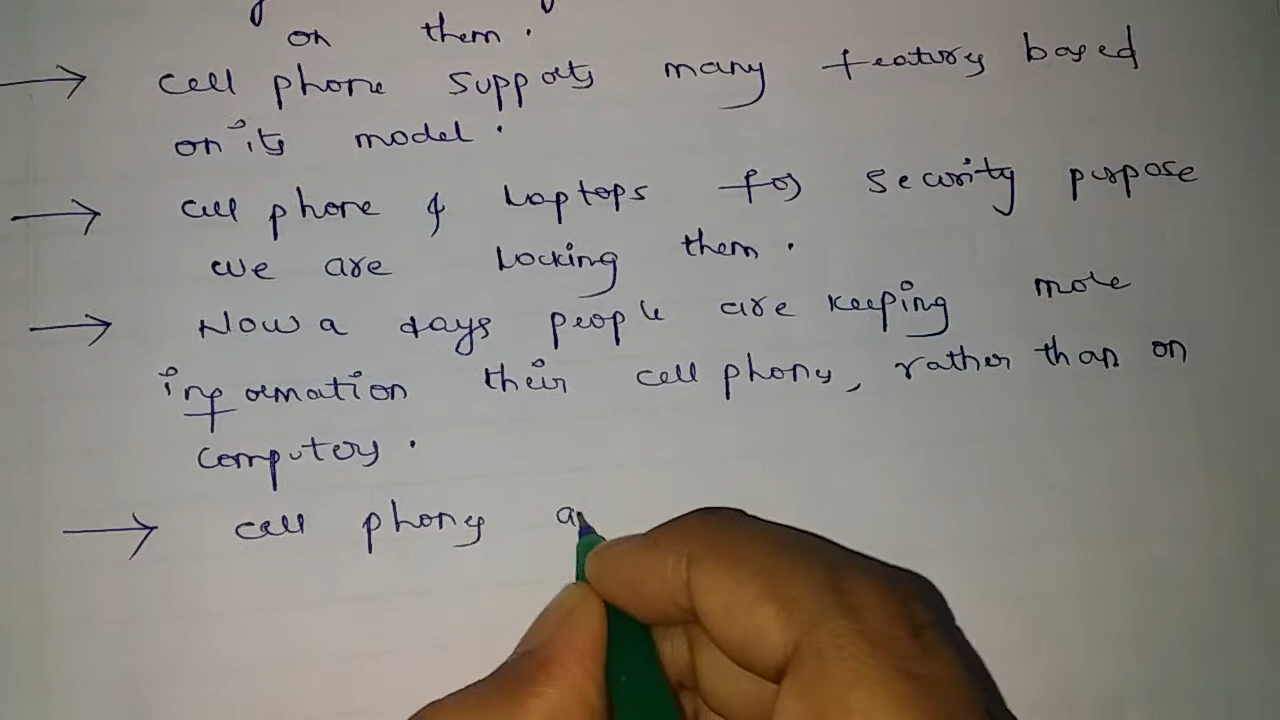 on them.
→ cell phone supports many features based
on its model.
→ cell phone & Laptops for security purpose
we are Locking them.
→ Now a days people are keeping more
information their cell phones, rather than on
computers.
→ cell phones a